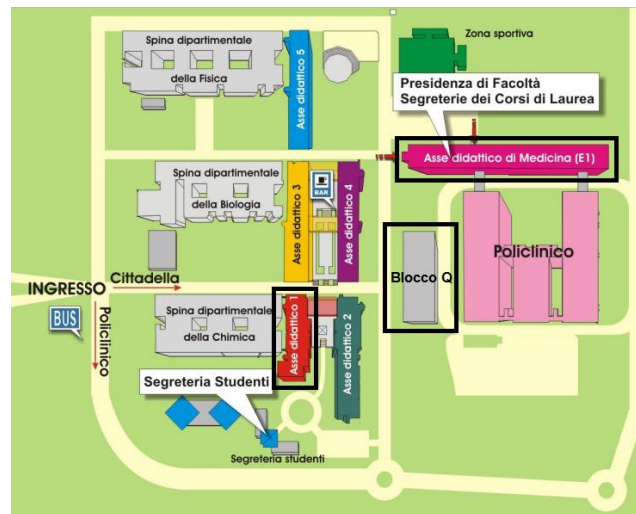 Spina dipartimentale
della Fisica
Asse didattico 5
Zona sportiva
Presidenza di Facoltà
Segreterie dei Corsi di Laurea
Asse didattico di Medicina (E1)
Spina dipartimentale
della Biologia
Asse didattico 3
BAR
Asse didattico 4
Policlinico
Blocco Q
INGRESSO
Cittadella
BUS
Policlinico
Spina dipartimentale
della Chimica
Asse didattico 1
Asse didattico 2
Segreteria Studenti
Segreteria studenti